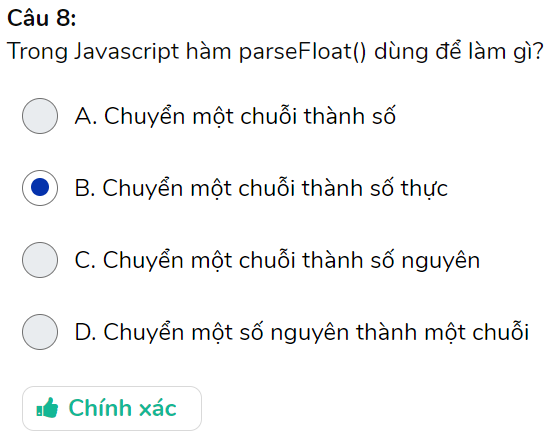 Câu 8:
Trong Javascript hàm parseFloat() dùng để làm gì?
A. Chuyển một chuỗi thành số
B. Chuyển một chuỗi thành số thực
C. Chuyển một chuỗi thành số nguyên
D. Chuyển một số nguyên thành một chuỗi
Chính xác